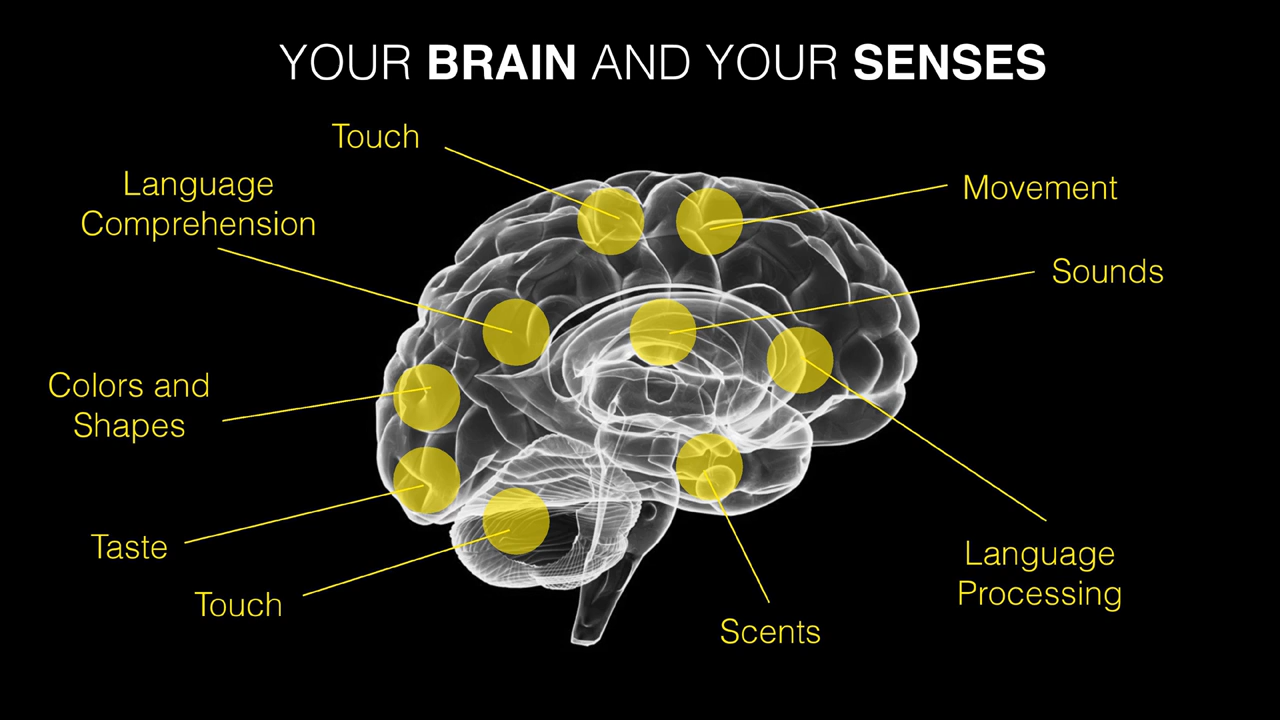 YOUR BRAIN AND YOUR SENSES
Touch
Language
Comprehension
Movement
Sounds
Colors and
Shapes
Taste
Touch
Scents
Language
Processing